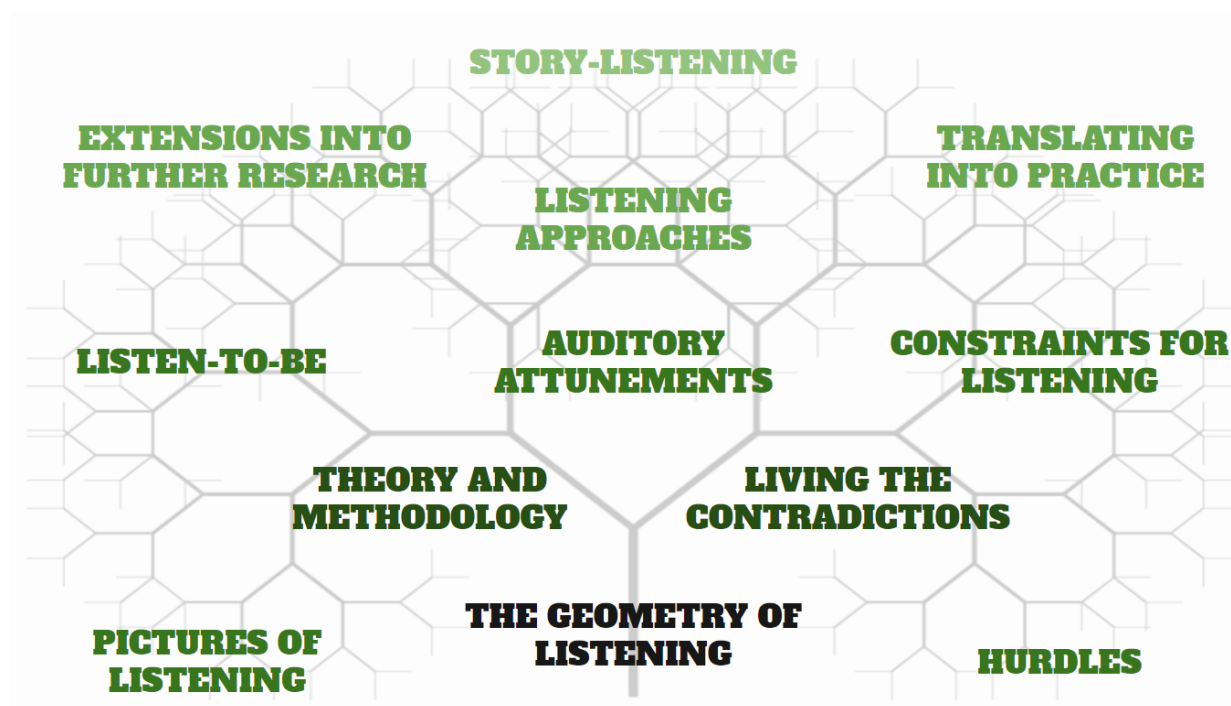 STORY-LISTENING
EXTENSIONS INTO
FURTHER RESEARCH
TRANSLATING
INTO PRACTICE
LISTENING
APPROACHES
LISTEN-TO-BE
AUDITORY
ATTUNEMENTS
CONSTRAINTS FOR
LISTENING
THEORY AND
METHODOLOGY
LIVING THE
CONTRADICTIONS
PICTURES OF
LISTENING
THE GEOMETRY OF
LISTENING
HURDLES